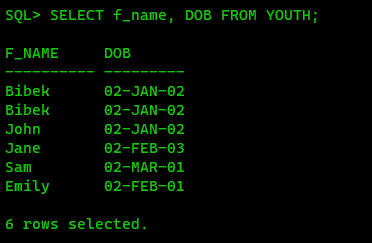 SQL> SELECT f_name, DOB FROM YOUTH;
F_NAME     DOB
---------- ---------
Bibek      02-JAN-02
Bibek      02-JAN-02
John       02-JAN-02
Jane       02-FEB-03
Sam        02-MAR-01
Emily      02-FEB-01
6 rows selected.